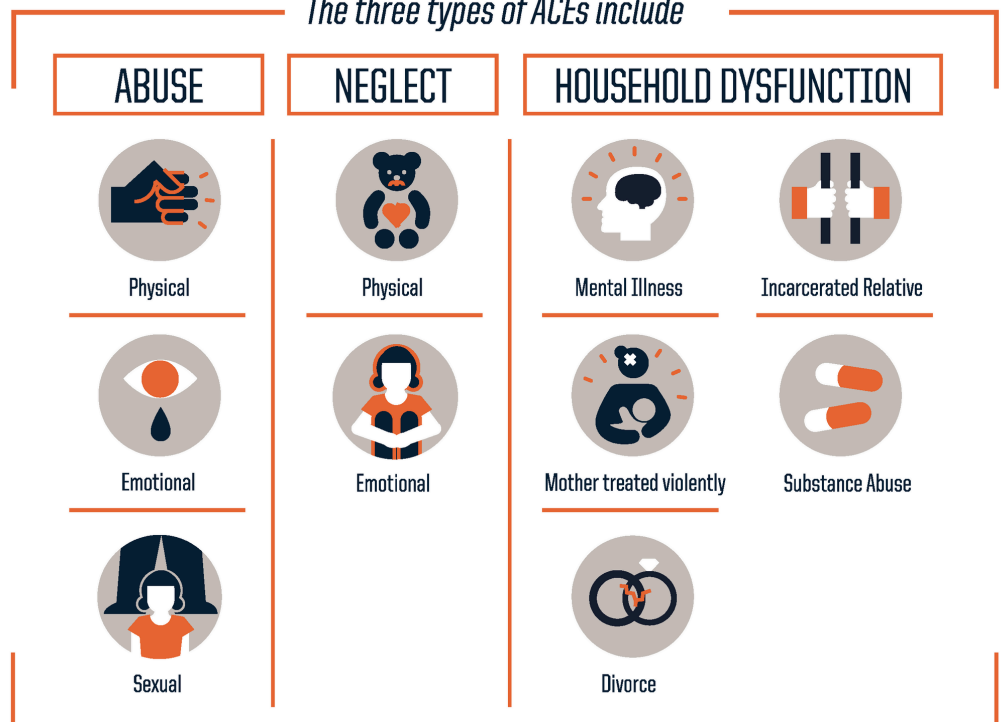 The three types of ACEs include
ABUSE
NEGLECT
HOUSEHOLD DYSFUNCTION
Physical
Physical
Mental Illness
Incarcerated Relative
Emotional
Emotional
Mother treated violently
Substance Abuse
Sexual
Divorce